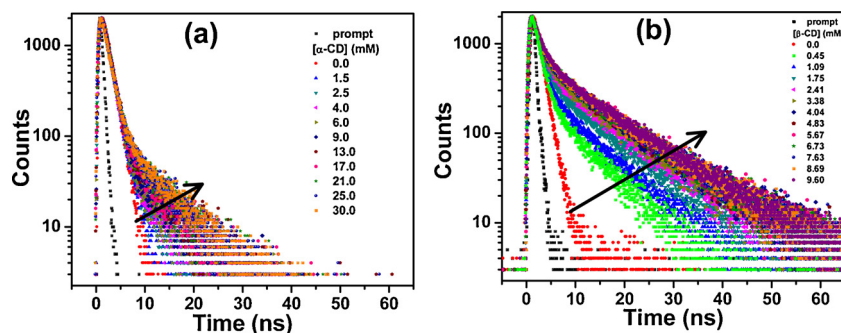 (a)
prompt
[α-CD] (mM)
0.0
1.5
2.5
4.0
6.0
9.0
13.0
17.0
21.0
25.0
30.0
1000
100
10
Counts
0 10 20 30 40 50 60
Time (ns)
(b)
prompt
[β-CD] (mM)
0.0
0.45
1.09
1.75
2.41
3.38
4.04
4.83
5.67
6.73
7.63
8.69
9.60
1000
100
10
Counts
0 10 20 30 40 50 60
Time (ns)